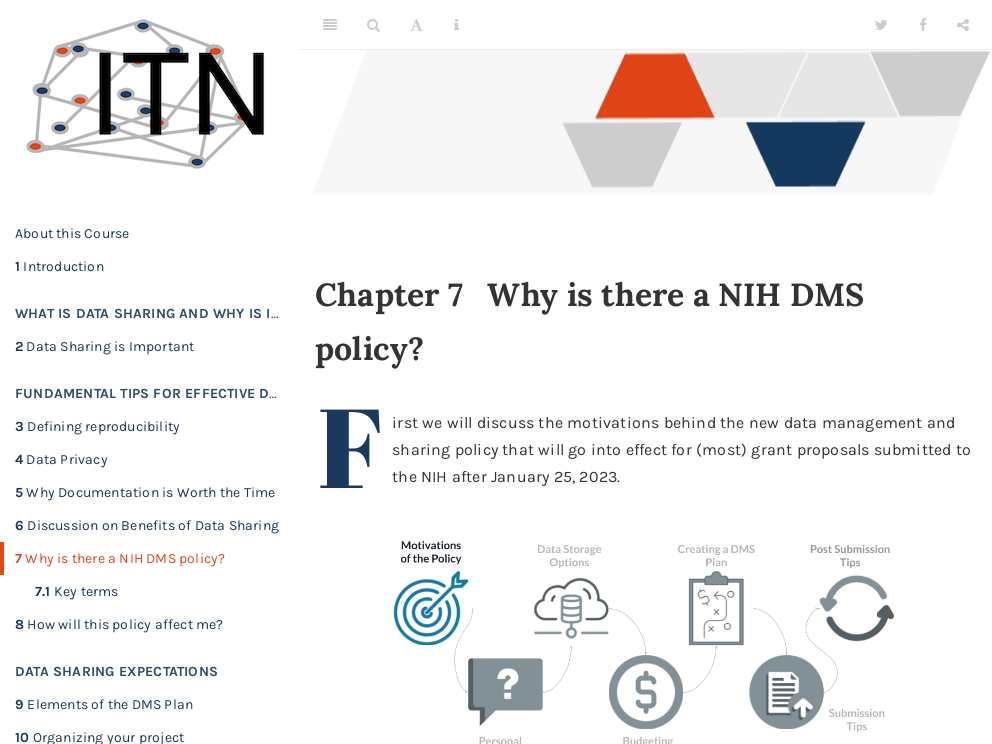 ITN
About this Course
1 Introduction
WHAT IS DATA SHARING AND WHY IS I…
2 Data Sharing is Important
FUNDAMENTAL TIPS FOR EFFECTIVE D…
3 Defining reproducibility
4 Data Privacy
5 Why Documentation is Worth the Time
6 Discussion on Benefits of Data Sharing
7 Why is there a NIH DMS policy?
7.1 Key terms
8 How will this policy affect me?
DATA SHARING EXPECTATIONS
9 Elements of the DMS Plan
10 Organizing your project
A i
Chapter 7 Why is there a NIH DMS
policy?
First we will discuss the motivations behind the new data management and
sharing policy that will go into effect for (most) grant proposals submitted to
the NIH after January 25, 2023.
Motivations
of the Policy
Data Storage
Options
Creating a DMS
Plan
Post Submission
Tips
?
$
Submission
Tips
Personal
Budgeting